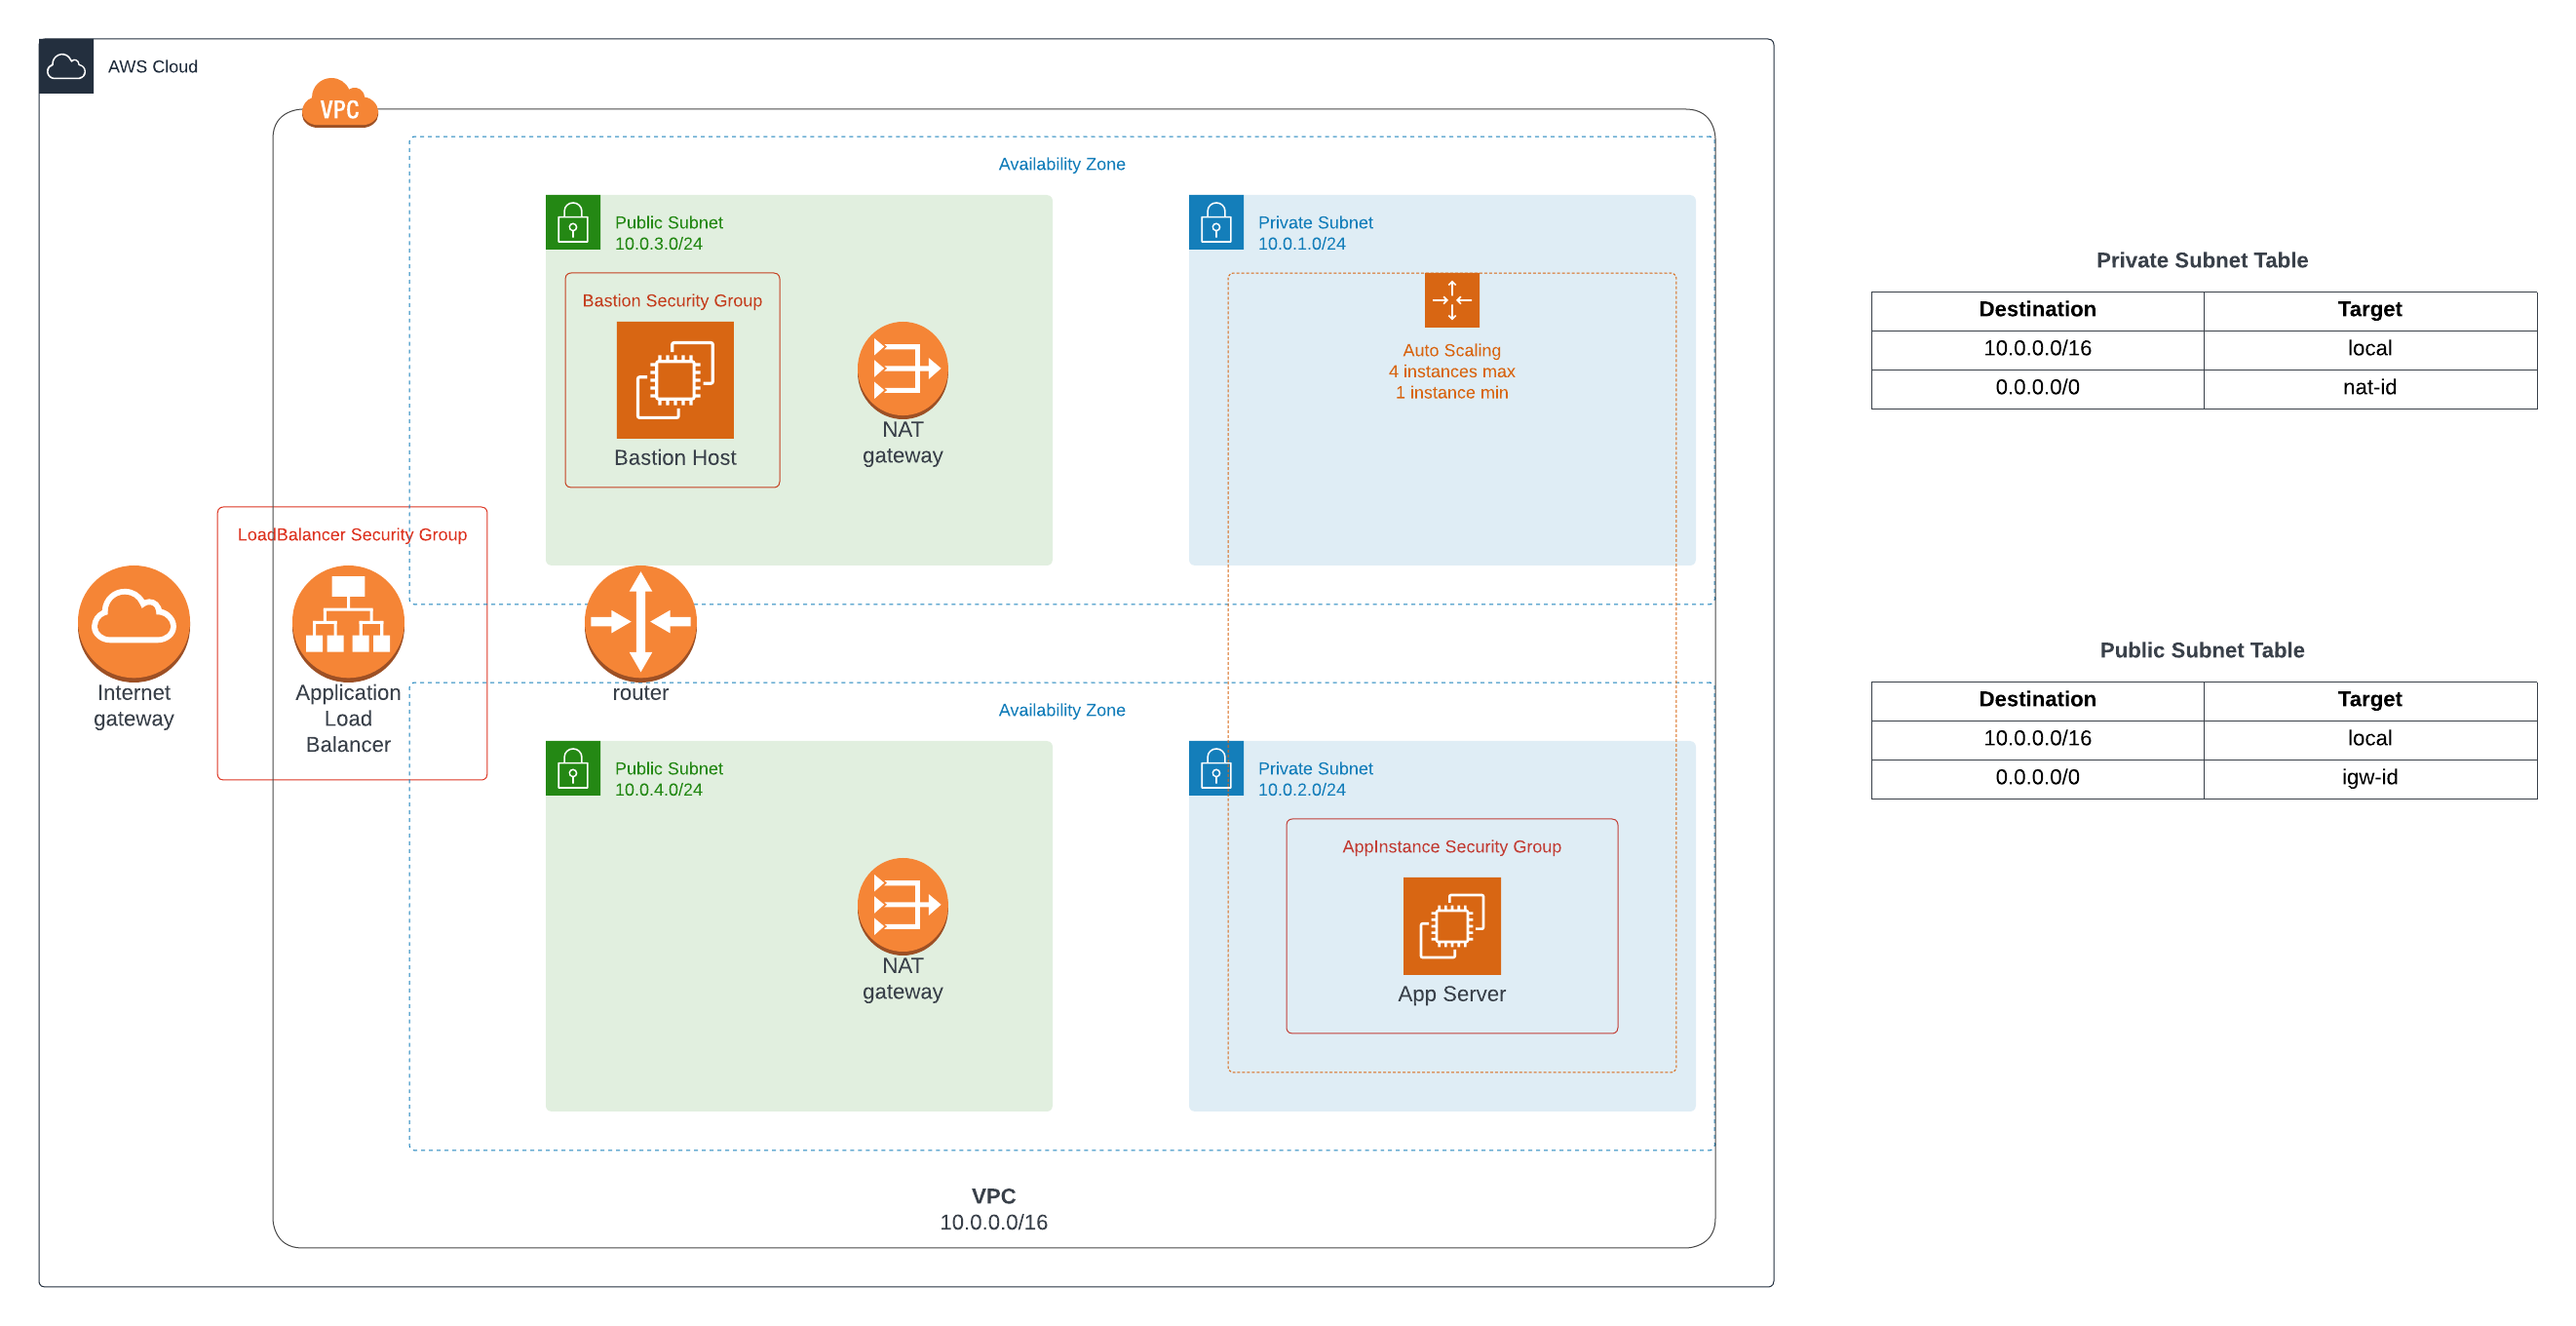 AWS Cloud
VPC
Availability Zone
Public Subnet
10.0.3.0/24
Bastion Security Group
Bastion Host
NAT
gateway
Private Subnet
10.0.1.0/24
Auto Scaling
4 instances max
1 instance min
LoadBalancer Security Group
Internet
gateway
Application
Load
Balancer
router
Availability Zone
Public Subnet
10.0.4.0/24
NAT
gateway
Private Subnet
10.0.2.0/24
AppInstance Security Group
App Server
VPC
10.0.0.0/16
Private Subnet Table
Destination Target
10.0.0.0/16 local
0.0.0.0/0 nat-id
Public Subnet Table
Destination Target
10.0.0.0/16 local
0.0.0.0/0 igw-id